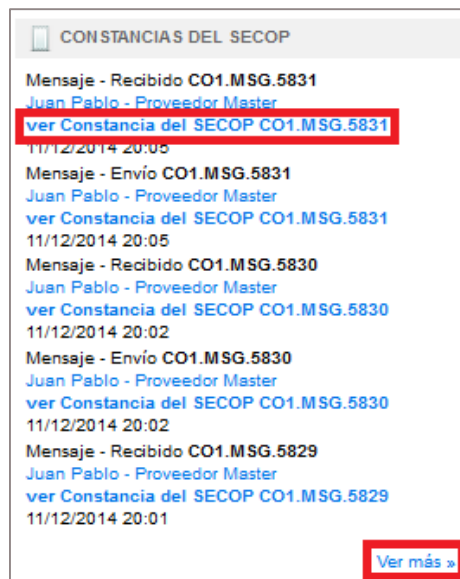 CONSTANCIAS DEL SECOP
Mensaje - Recibido CO1.MSG.5831
Juan Pablo - Proveedor Master
ver Constancia del SECOP CO1.MSG.5831
11/12/2014 20:05
Mensaje - Envío CO1.MSG.5831
Juan Pablo - Proveedor Master
ver Constancia del SECOP CO1.MSG.5831
11/12/2014 20:05
Mensaje - Recibido CO1.MSG.5830
Juan Pablo - Proveedor Master
ver Constancia del SECOP CO1.MSG.5830
11/12/2014 20:02
Mensaje - Envío CO1.MSG.5830
Juan Pablo - Proveedor Master
ver Constancia del SECOP CO1.MSG.5830
11/12/2014 20:02
Mensaje - Recibido CO1.MSG.5829
Juan Pablo - Proveedor Master
ver Constancia del SECOP CO1.MSG.5829
11/12/2014 20:01
Ver más »